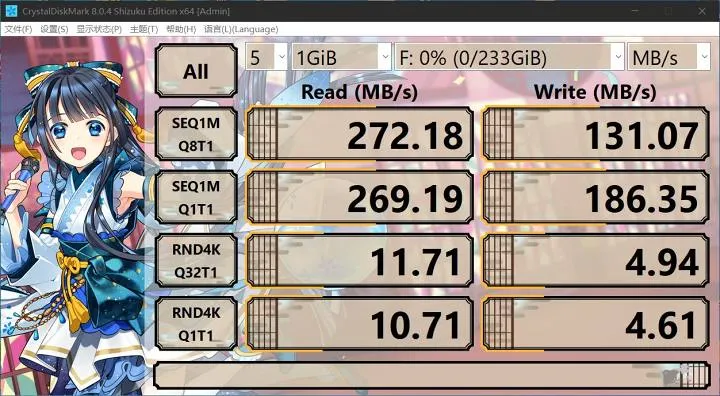 CrystalDiskMark 8.0.4 Shizuku Edition x64 [Admin]
文件(F) 设置(S) 显示状态(P) 主题(T) 帮助(H) 语言(L)(Language)
All 5 1GiB F: 0% (0/233GiB) MB/s
Read (MB/s) Write (MB/s)
SEQ1M
Q8T1 272.18 131.07
SEQ1M
Q1T1 269.19 186.35
RND4K
Q32T1 11.71 4.94
RND4K
Q1T1 10.71 4.61